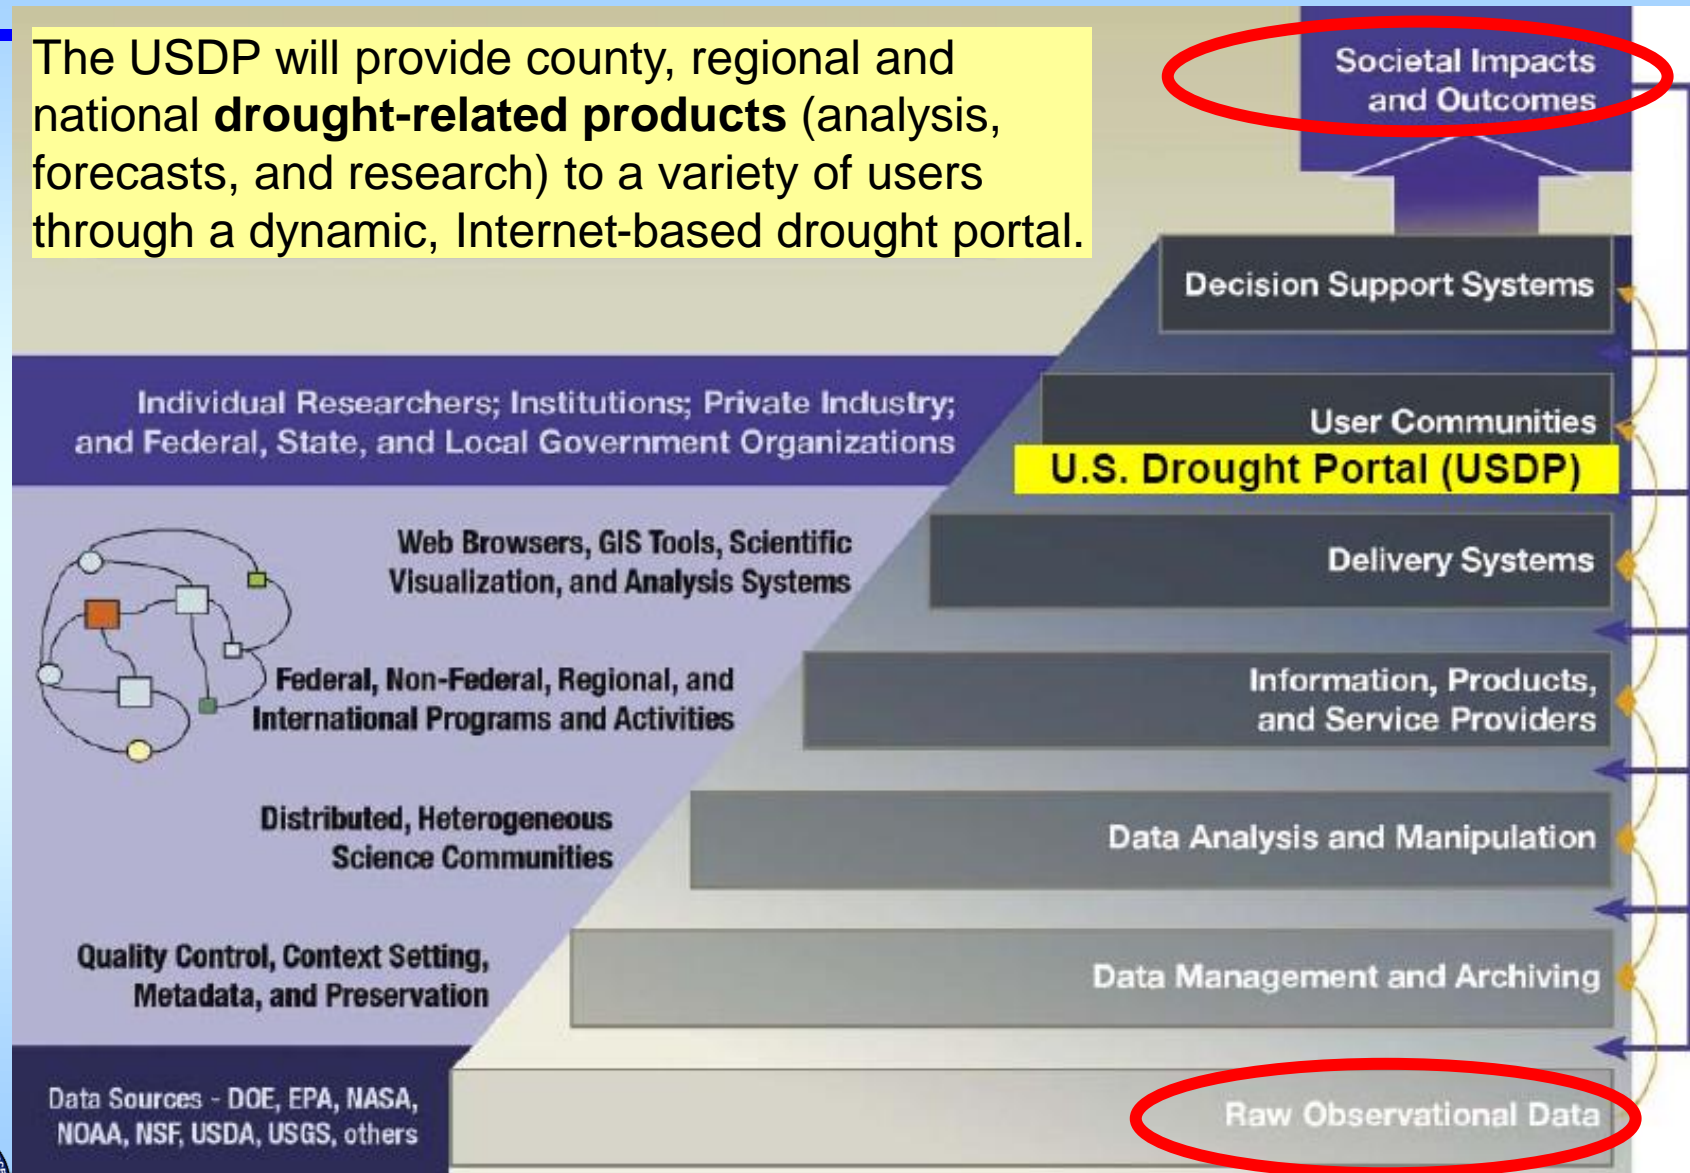 The USDP will provide county, regional and
national drought-related products (analysis,
forecasts, and research) to a variety of users
through a dynamic, Internet-based drought portal.
Societal Impacts
and Outcomes
Decision Support Systems
Individual Researchers; Institutions; Private Industry;
and Federal, State, and Local Government Organizations
User Communities
U.S. Drought Portal (USDP)
Web Browsers, GIS Tools, Scientific
Visualization, and Analysis Systems
Delivery Systems
Federal, Non-Federal, Regional, and
International Programs and Activities
Information, Products,
and Service Providers
Distributed, Heterogeneous
Science Communities
Data Analysis and Manipulation
Quality Control, Context Setting,
Metadata, and Preservation
Data Management and Archiving
Data Sources - DOE, EPA, NASA,
NOAA, NSF, USDA, USGS, others
Raw Observational Data